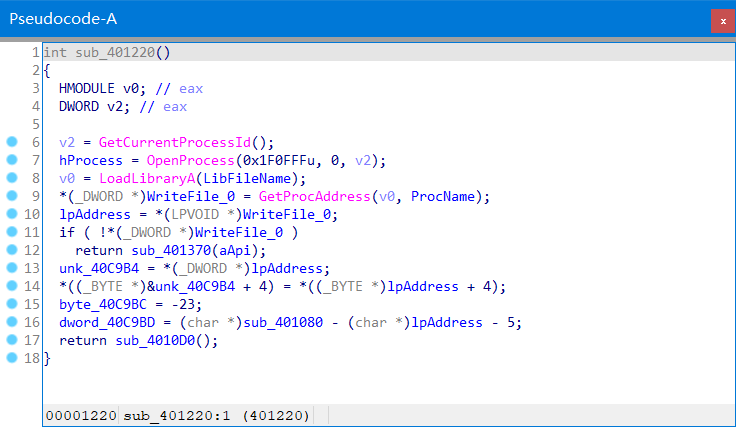 Pseudocode-A
x
1 int sub_401220()
2 {
3 HMODULE v0; // eax
4 DWORD v2; // eax
5
6 v2 = GetCurrentProcessId();
7 hProcess = OpenProcess(0x1F0FFFu, 0, v2);
8 v0 = LoadLibraryA(LibFileName);
9 *(_DWORD *)WriteFile_0 = GetProcAddress(v0, ProcName);
10 lpAddress = *(LPVOID *)WriteFile_0;
11 if ( !*(_DWORD *)WriteFile_0 )
12 return sub_401370(aApi);
13 unk_40C9B4 = *(_DWORD *)lpAddress;
14 *((_BYTE *)&unk_40C9B4 + 4) = *((_BYTE *)lpAddress + 4);
15 byte_40C9BC = -23;
16 dword_40C9BD = (char *)sub_401080 - (char *)lpAddress - 5;
17 return sub_4010D0();
18 }
00001220 sub_401220:1 (401220)